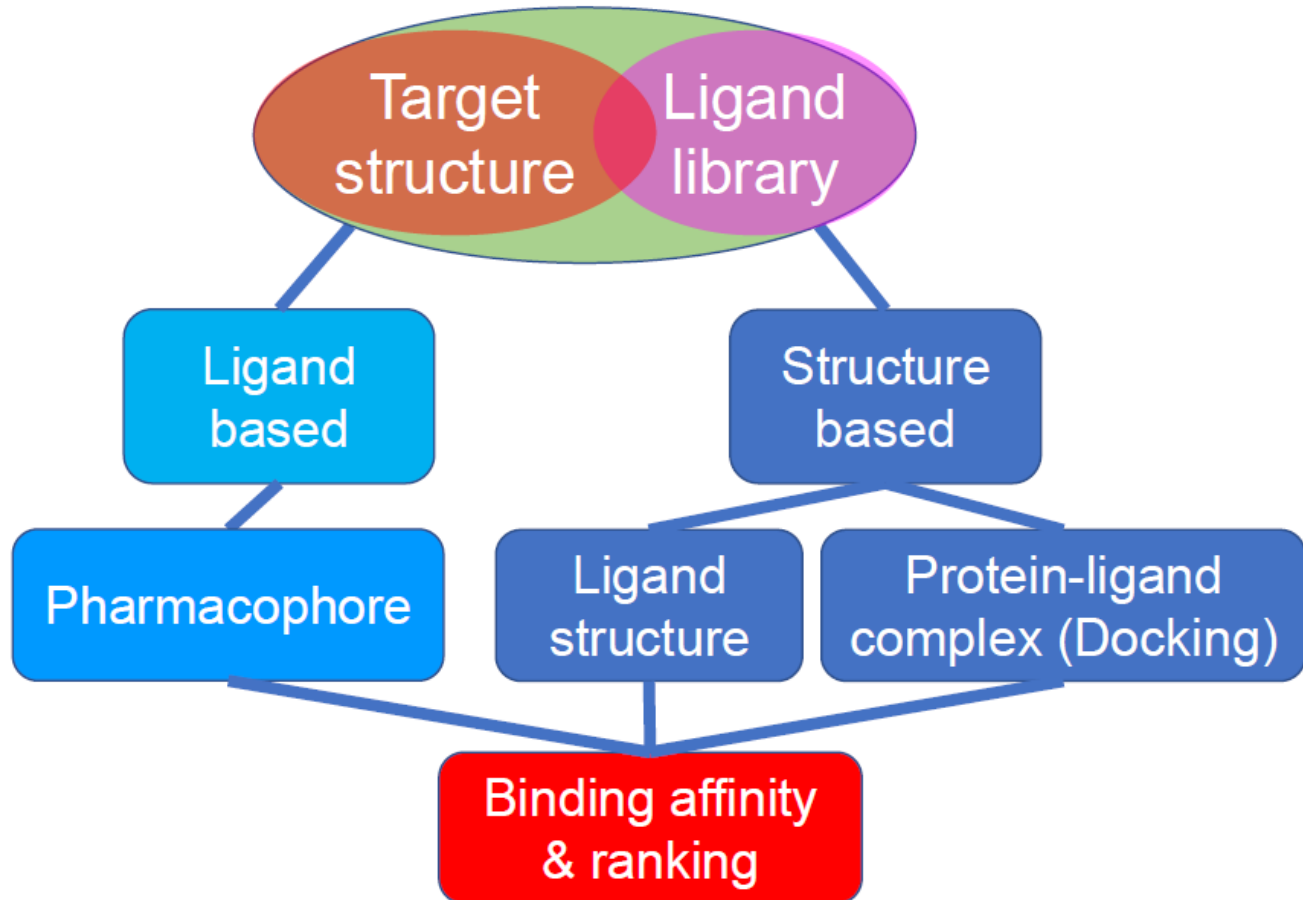 Target
structure
Ligand
library
Ligand
based
Structure
based
Pharmacophore
Ligand
structure
Protein-ligand
complex (Docking)
Binding affinity
& ranking